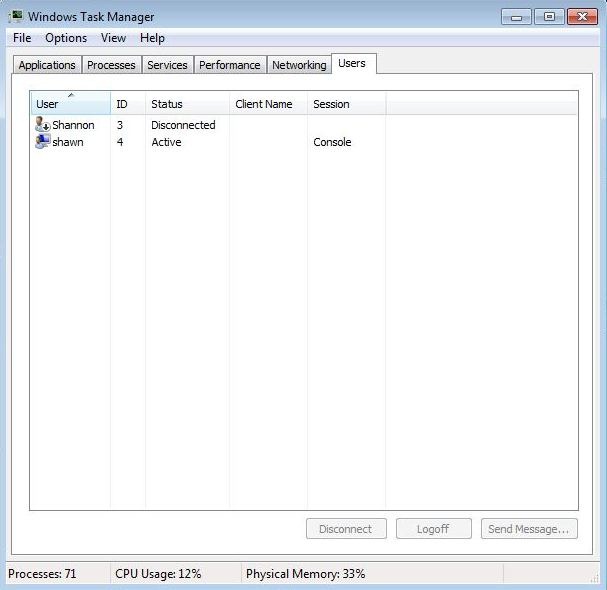 Windows Task Manager
File Options View Help
Applications Processes Services Performance Networking Users
User ID Status Client Name Session
Shannon 3 Disconnected
shawn 4 Active Console
Disconnect Logoff Send Message...
Processes: 71 CPU Usage: 12% Physical Memory: 33%